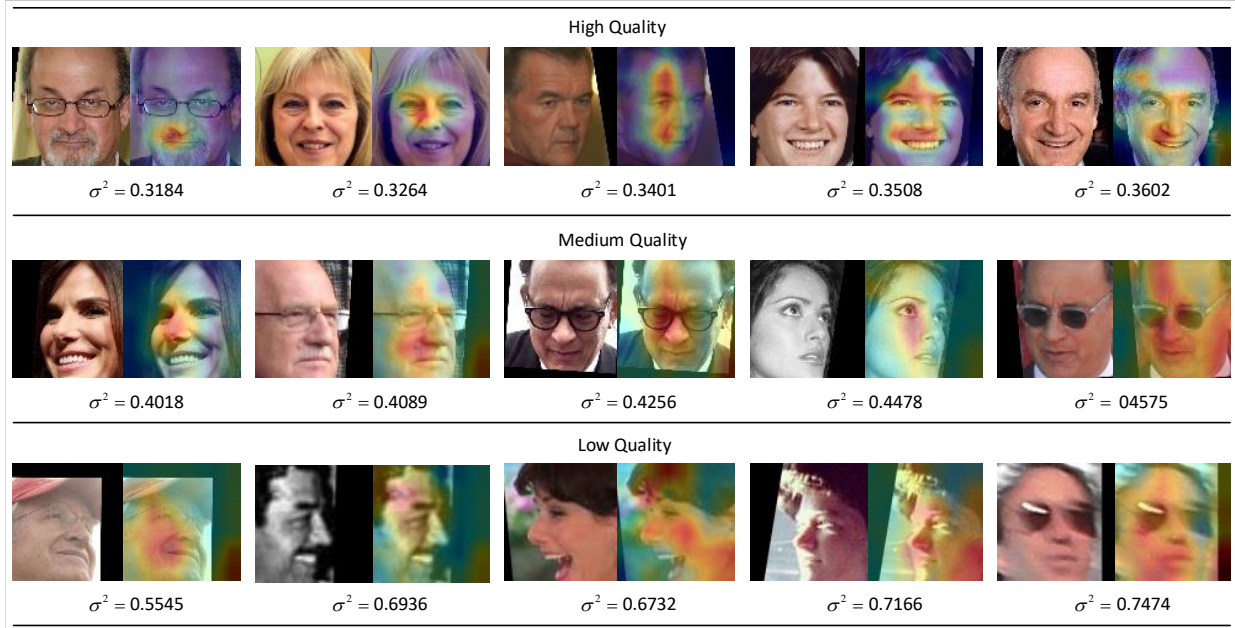 High Quality
σ² = 0.3184
σ² = 0.3264
σ² = 0.3401
σ² = 0.3508
σ² = 0.3602
Medium Quality
σ² = 0.4018
σ² = 0.4089
σ² = 0.4256
σ² = 0.4478
σ² = 04575
Low Quality
σ² = 0.5545
σ² = 0.6936
σ² = 0.6732
σ² = 0.7166
σ² = 0.7474